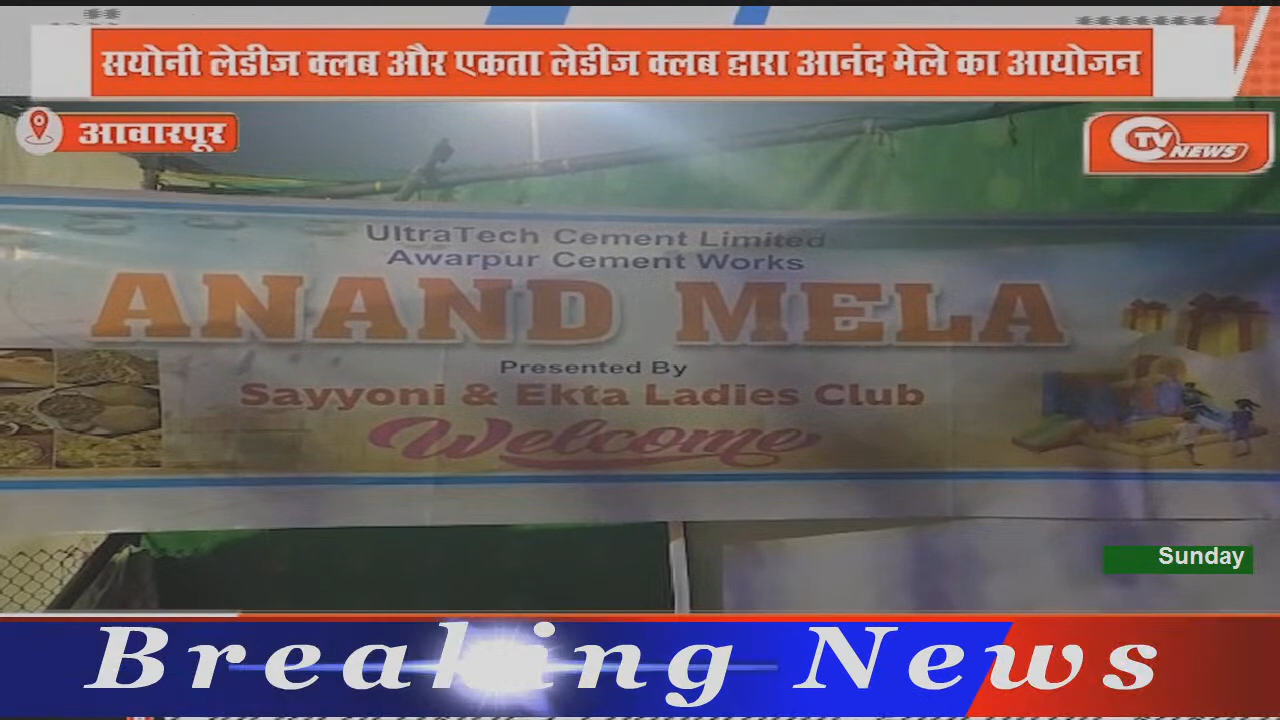 सयोनी लेडीज क्लब और एकता लेडीज क्लब द्वारा आनंद मेले का आयोजन
आवारपूर
CTV NEWS
UltraTech Cement Limited
Awarpur Cement Works
ANAND MELA
Presented By
Sayyoni & Ekta Ladies Club
Welcome
Sunday
Breaking News